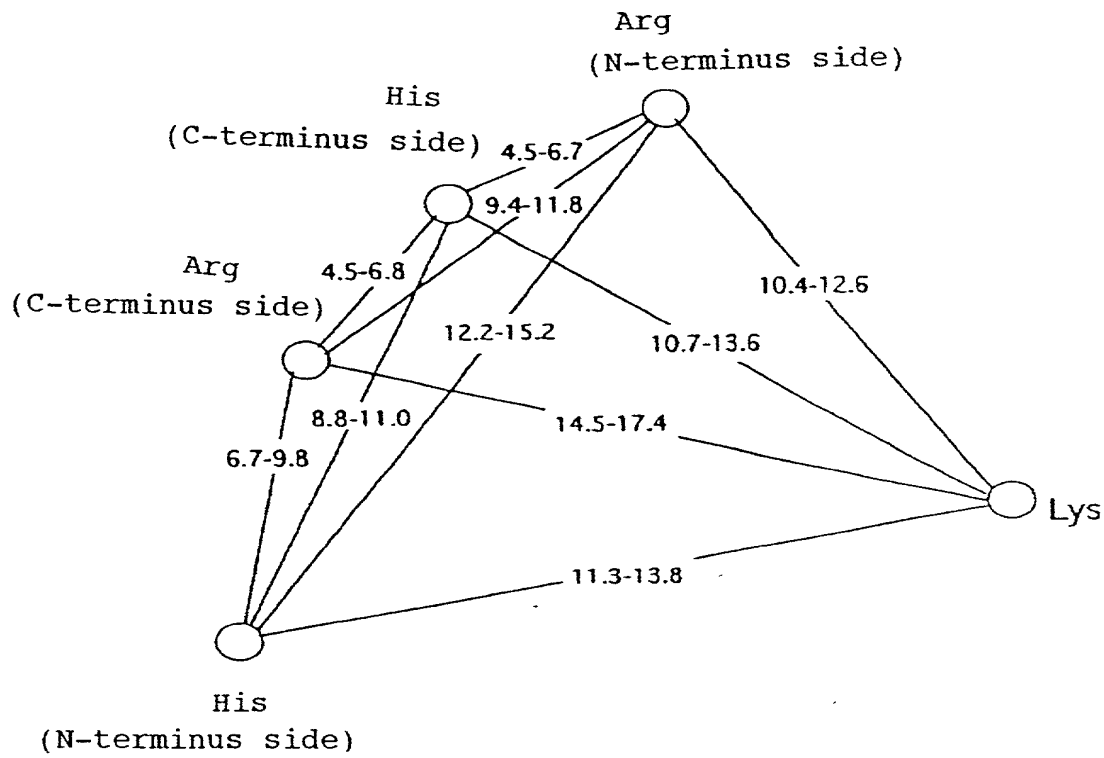 Arg
(N-terminus side)
His
(C-terminus side)
4.5-6.7
9.4-11.8
Arg
(C-terminus side)
4.5-6.8
10.4-12.6
12.2-15.2
10.7-13.6
8.8-11.0
14.5-17.4
6.7-9.8
Lys
11.3-13.8
His
(N-terminus side)